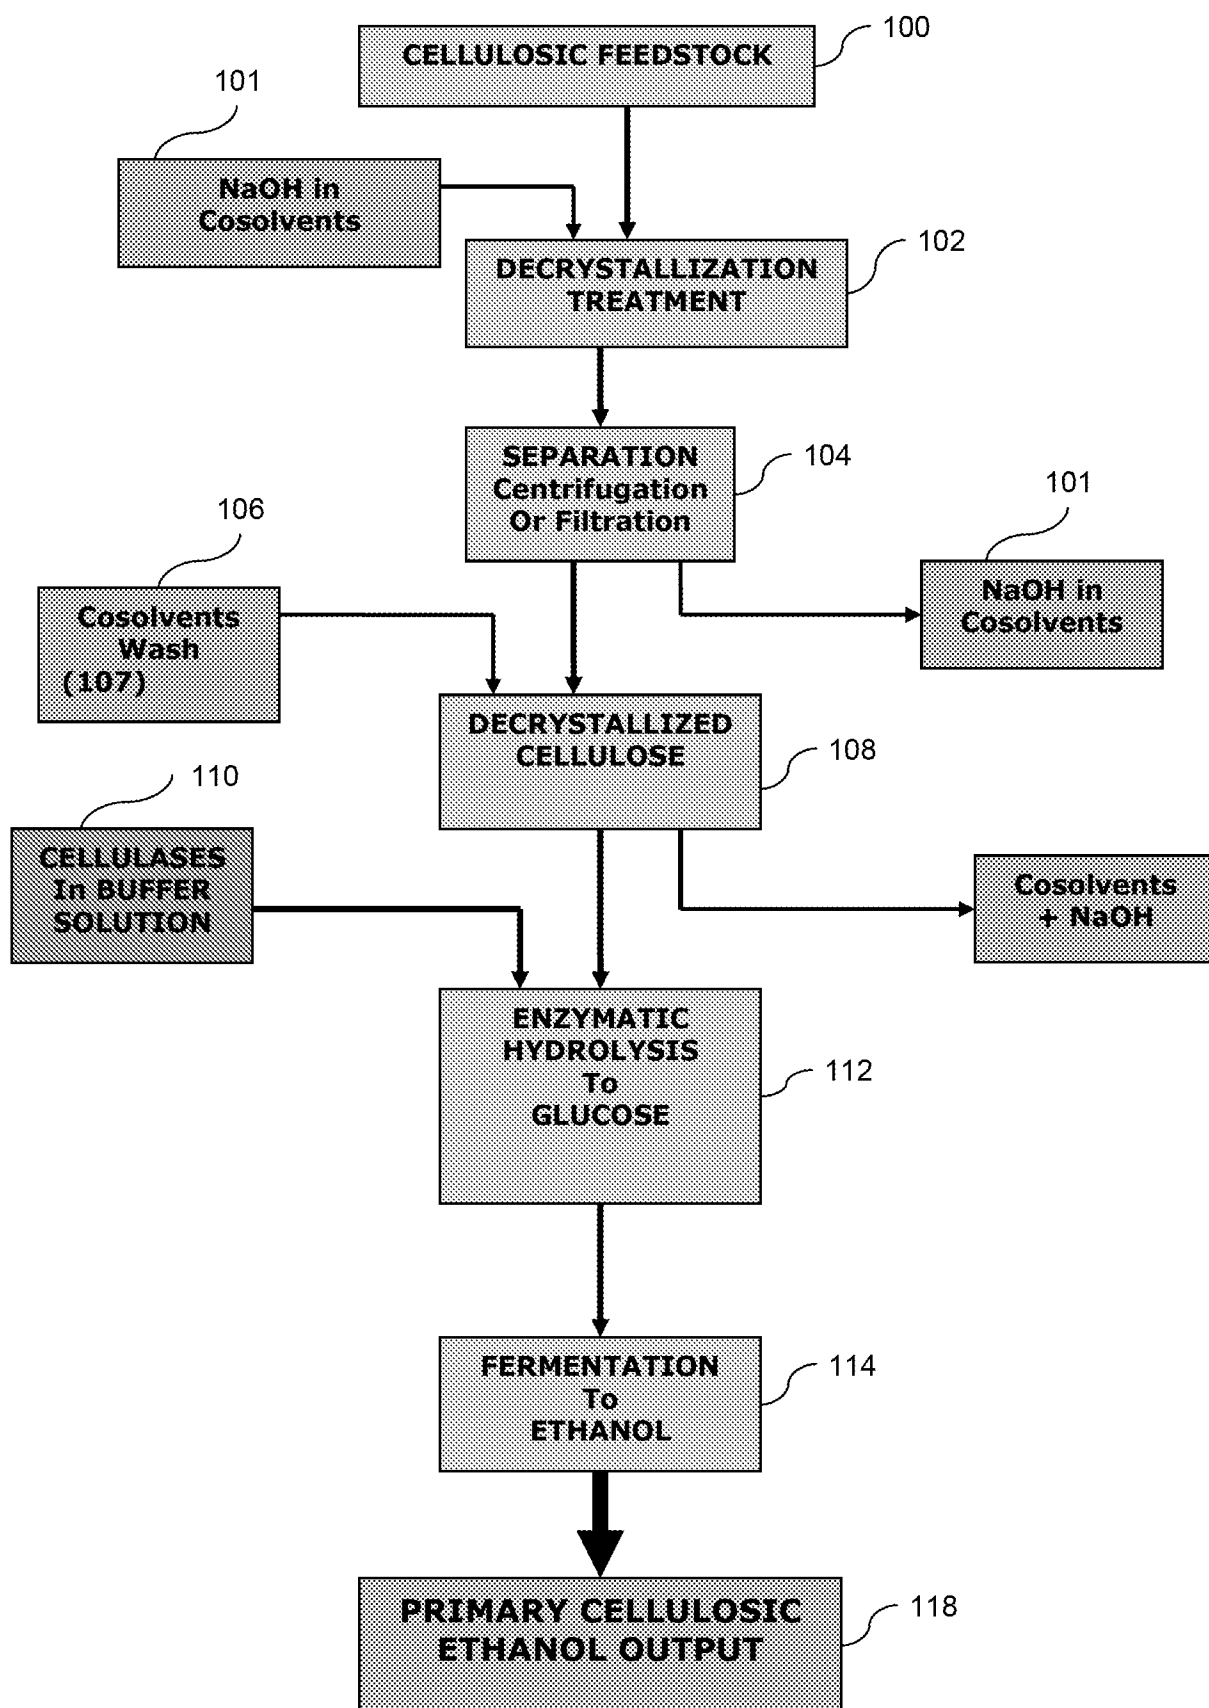 100
CELLULOSIC FEEDSTOCK
101
NaOH in
Cosolvents
102
DECRYSTALLIZATION
TREATMENT
104
SEPARATION
Centrifugation
Or Filtration
101
NaOH in
Cosolvents
106
Cosolvents
Wash
(107)
DECRYSTALLIZED
CELLULOSE
108
110
CELLULASES
In BUFFER
SOLUTION
Cosolvents
+ NaOH
ENZYMATIC
HYDROLYSIS
To
GLUCOSE
112
FERMENTATION
To
ETHANOL
114
PRIMARY CELLULOSIC
ETHANOL OUTPUT
118